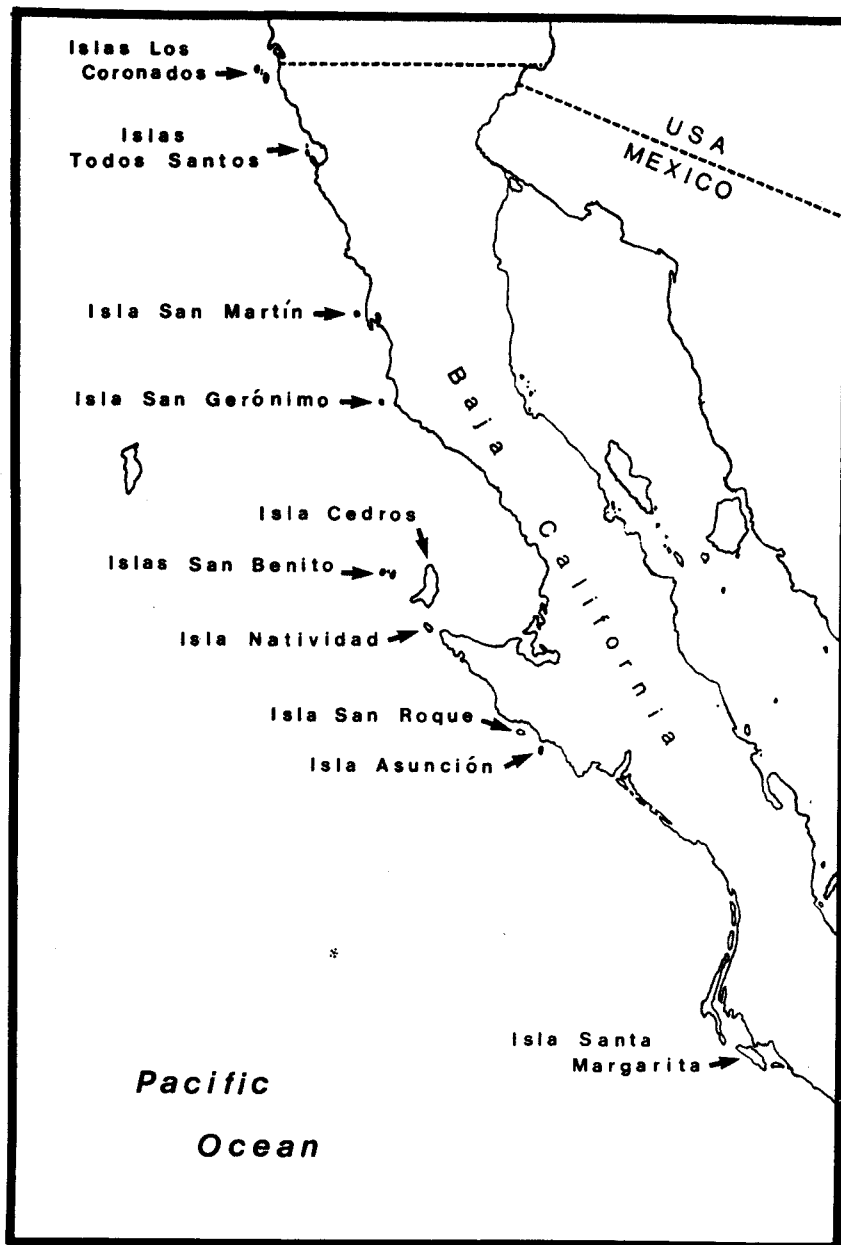 Islas Los
Coronados
Islas
Todos Santos
USA
MEXICO
Isla San Martín
Isla San Gerónimo
Baja
California
Isla Cedros
Islas San Benito
Isla Natividad
Isla San Roque
Isla Asunción
Isla Santa
Margarita
Pacific
Ocean